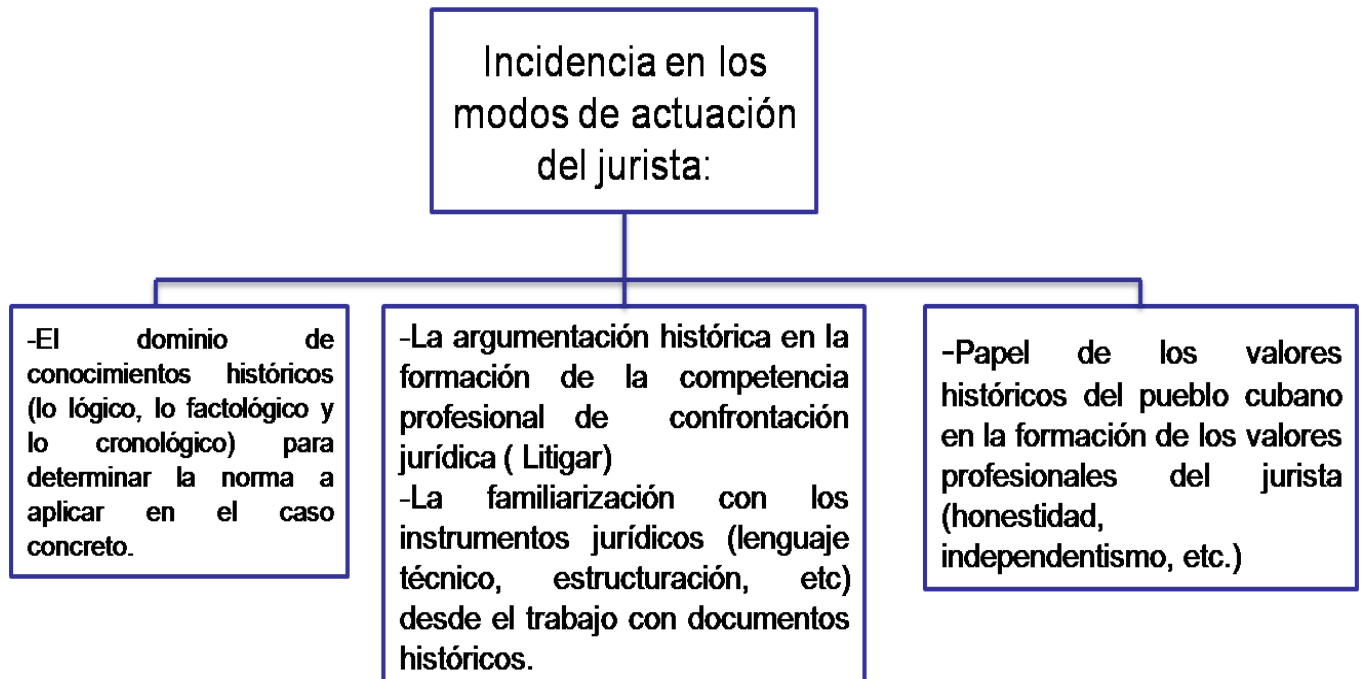 Incidencia en los
modos de actuación
del jurista:
-El dominio de
conocimientos históricos
(lo lógico, lo factológico y
lo cronológico) para
determinar la norma a
aplicar en el caso
concreto.
-La argumentación histórica en la
formación de la competencia
profesional de confrontación
jurídica ( Litigar)
-La familiarización con los
instrumentos jurídicos (lenguaje
técnico, estructuración, etc)
desde el trabajo con documentos
históricos.
-Papel de los valores
históricos del pueblo cubano
en la formación de los valores
profesionales del jurista
(honestidad,
independentismo, etc.)